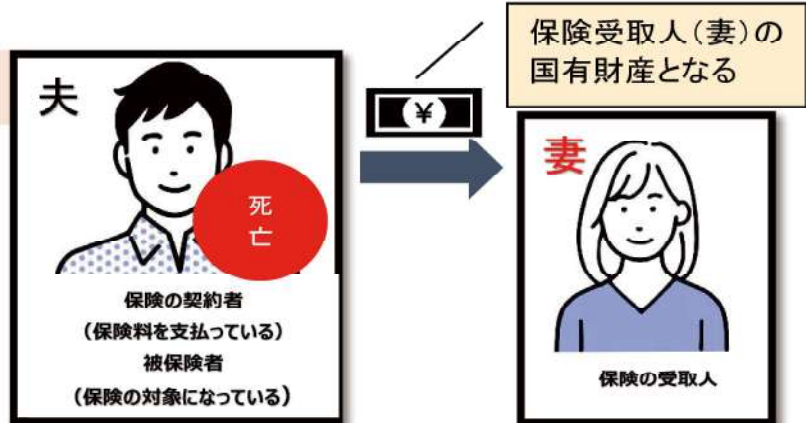 夫
死
亡
保険の契約者
(保険料を支払っている)
被保険者
(保険の対象になっている)
¥
保険受取人(妻)の
国有財産となる
妻
保険の受取人